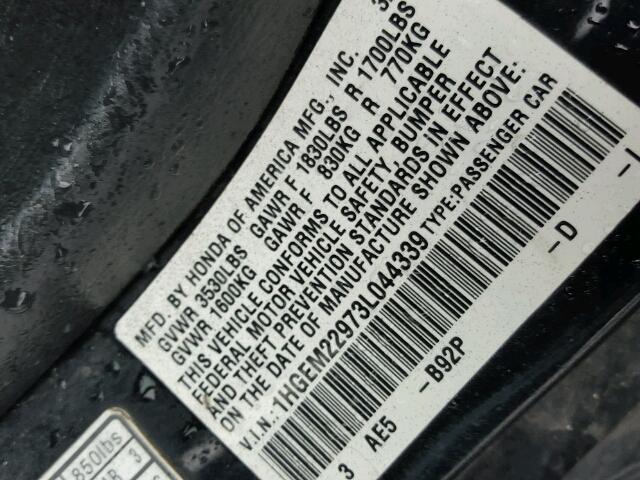 MFD. BY HONDA OF AMERICA MFG., INC.
GVWR 3530LBS GAWR F 1830LBS R 1700LBS
GVWR 1600KG GAWR F 830KG R 770KG
THIS VEHICLE CONFORMS TO ALL APPLICABLE
FEDERAL MOTOR VEHICLE SAFETY, BUMPER
AND THEFT PREVENTION STANDARDS IN EFFECT
ON THE DATE OF MANUFACTURE SHOWN ABOVE:
V.I.N.: 1HGEM22973L044339 TYPE:PASSENGER CAR
3 AE5 -B92P -D
850lbs
3